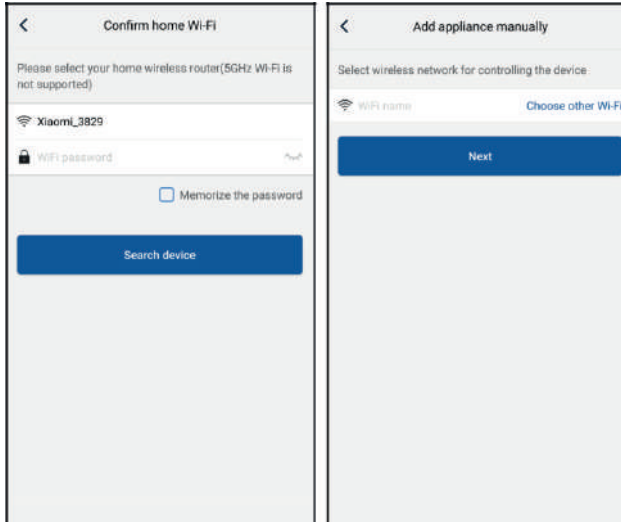 Confirm home Wi-Fi
Please select your home wireless router(5GHz Wi-Fi is
not supported)
Xiaomi_3829
WiFi password
Memorize the password
Search device
Add appliance manually
Select wireless network for controlling the device
WiFi name
Choose other Wi-Fi
Next